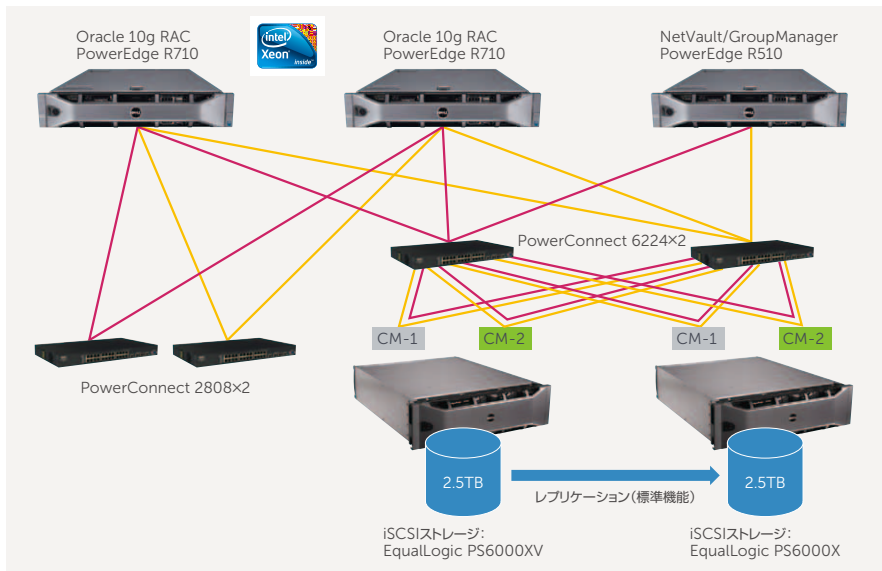 Oracle 10g RAC
PowerEdge R710
intel
Xeon
inside
Oracle 10g RAC
PowerEdge R710
NetVault/GroupManager
PowerEdge R510
PowerConnect 6224×2
CM-1
CM-2
CM-1
CM-2
PowerConnect 2808×2
2.5TB
2.5TB
レプリケーション(標準機能)
iSCSIストレージ:
EqualLogic PS6000XV
iSCSIストレージ:
EqualLogic PS6000X